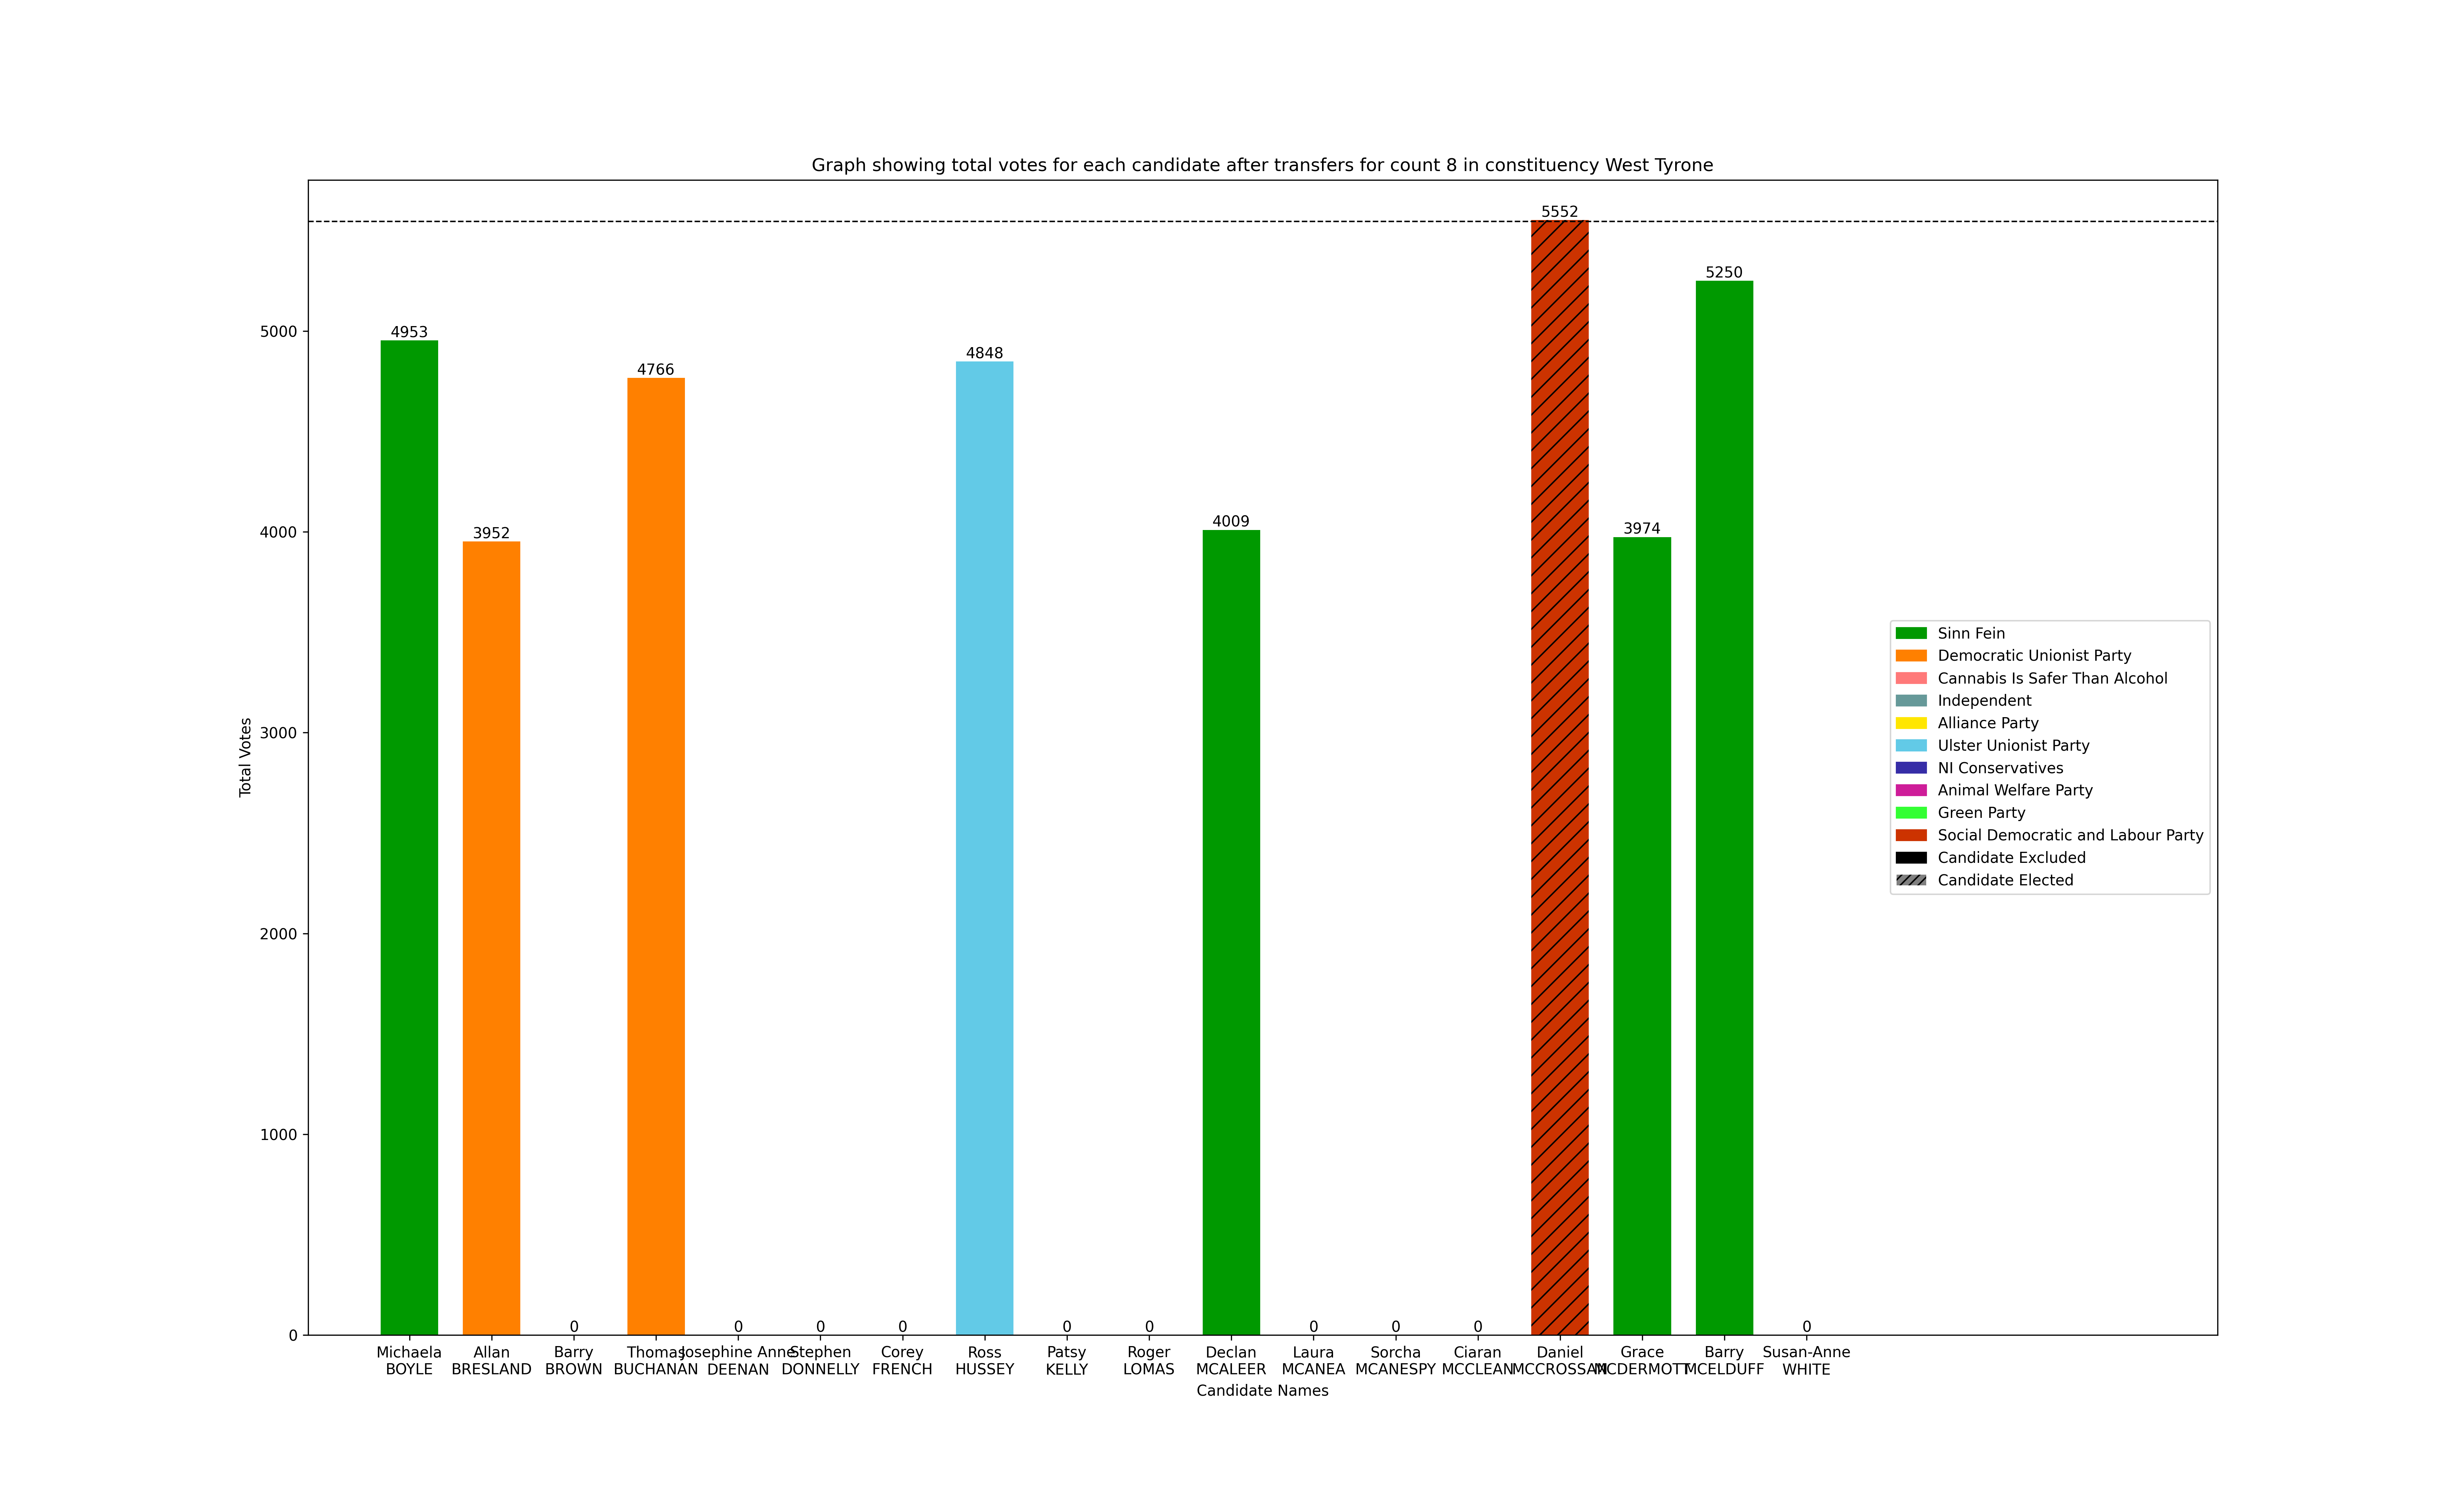 Graph showing total votes for each candidate after transfers for count 8 in constituency West Tyrone
Total Votes
5000
4000
3000
2000
1000
0
4953
3952
0
4766
0
0
0
4848
0
0
4009
0
0
0
5552
3974
5250
0
Michaela
BOYLE
Allan
BRESLAND
Barry
BROWN
Thomas
BUCHANAN
Josephine Anne
DEENAN
Stephen
DONNELLY
Corey
FRENCH
Ross
HUSSEY
Patsy
KELLY
Roger
LOMAS
Declan
MCALEER
Laura
MCANEA
Sorcha
MCANESPY
Ciaran
MCCLEAN
Daniel
MCCROSSAN
Grace
MCDERMOTT
Barry
MCELDUFF
Susan-Anne
WHITE
Candidate Names
Sinn Fein
Democratic Unionist Party
Cannabis Is Safer Than Alcohol
Independent
Alliance Party
Ulster Unionist Party
NI Conservatives
Animal Welfare Party
Green Party
Social Democratic and Labour Party
Candidate Excluded
Candidate Elected